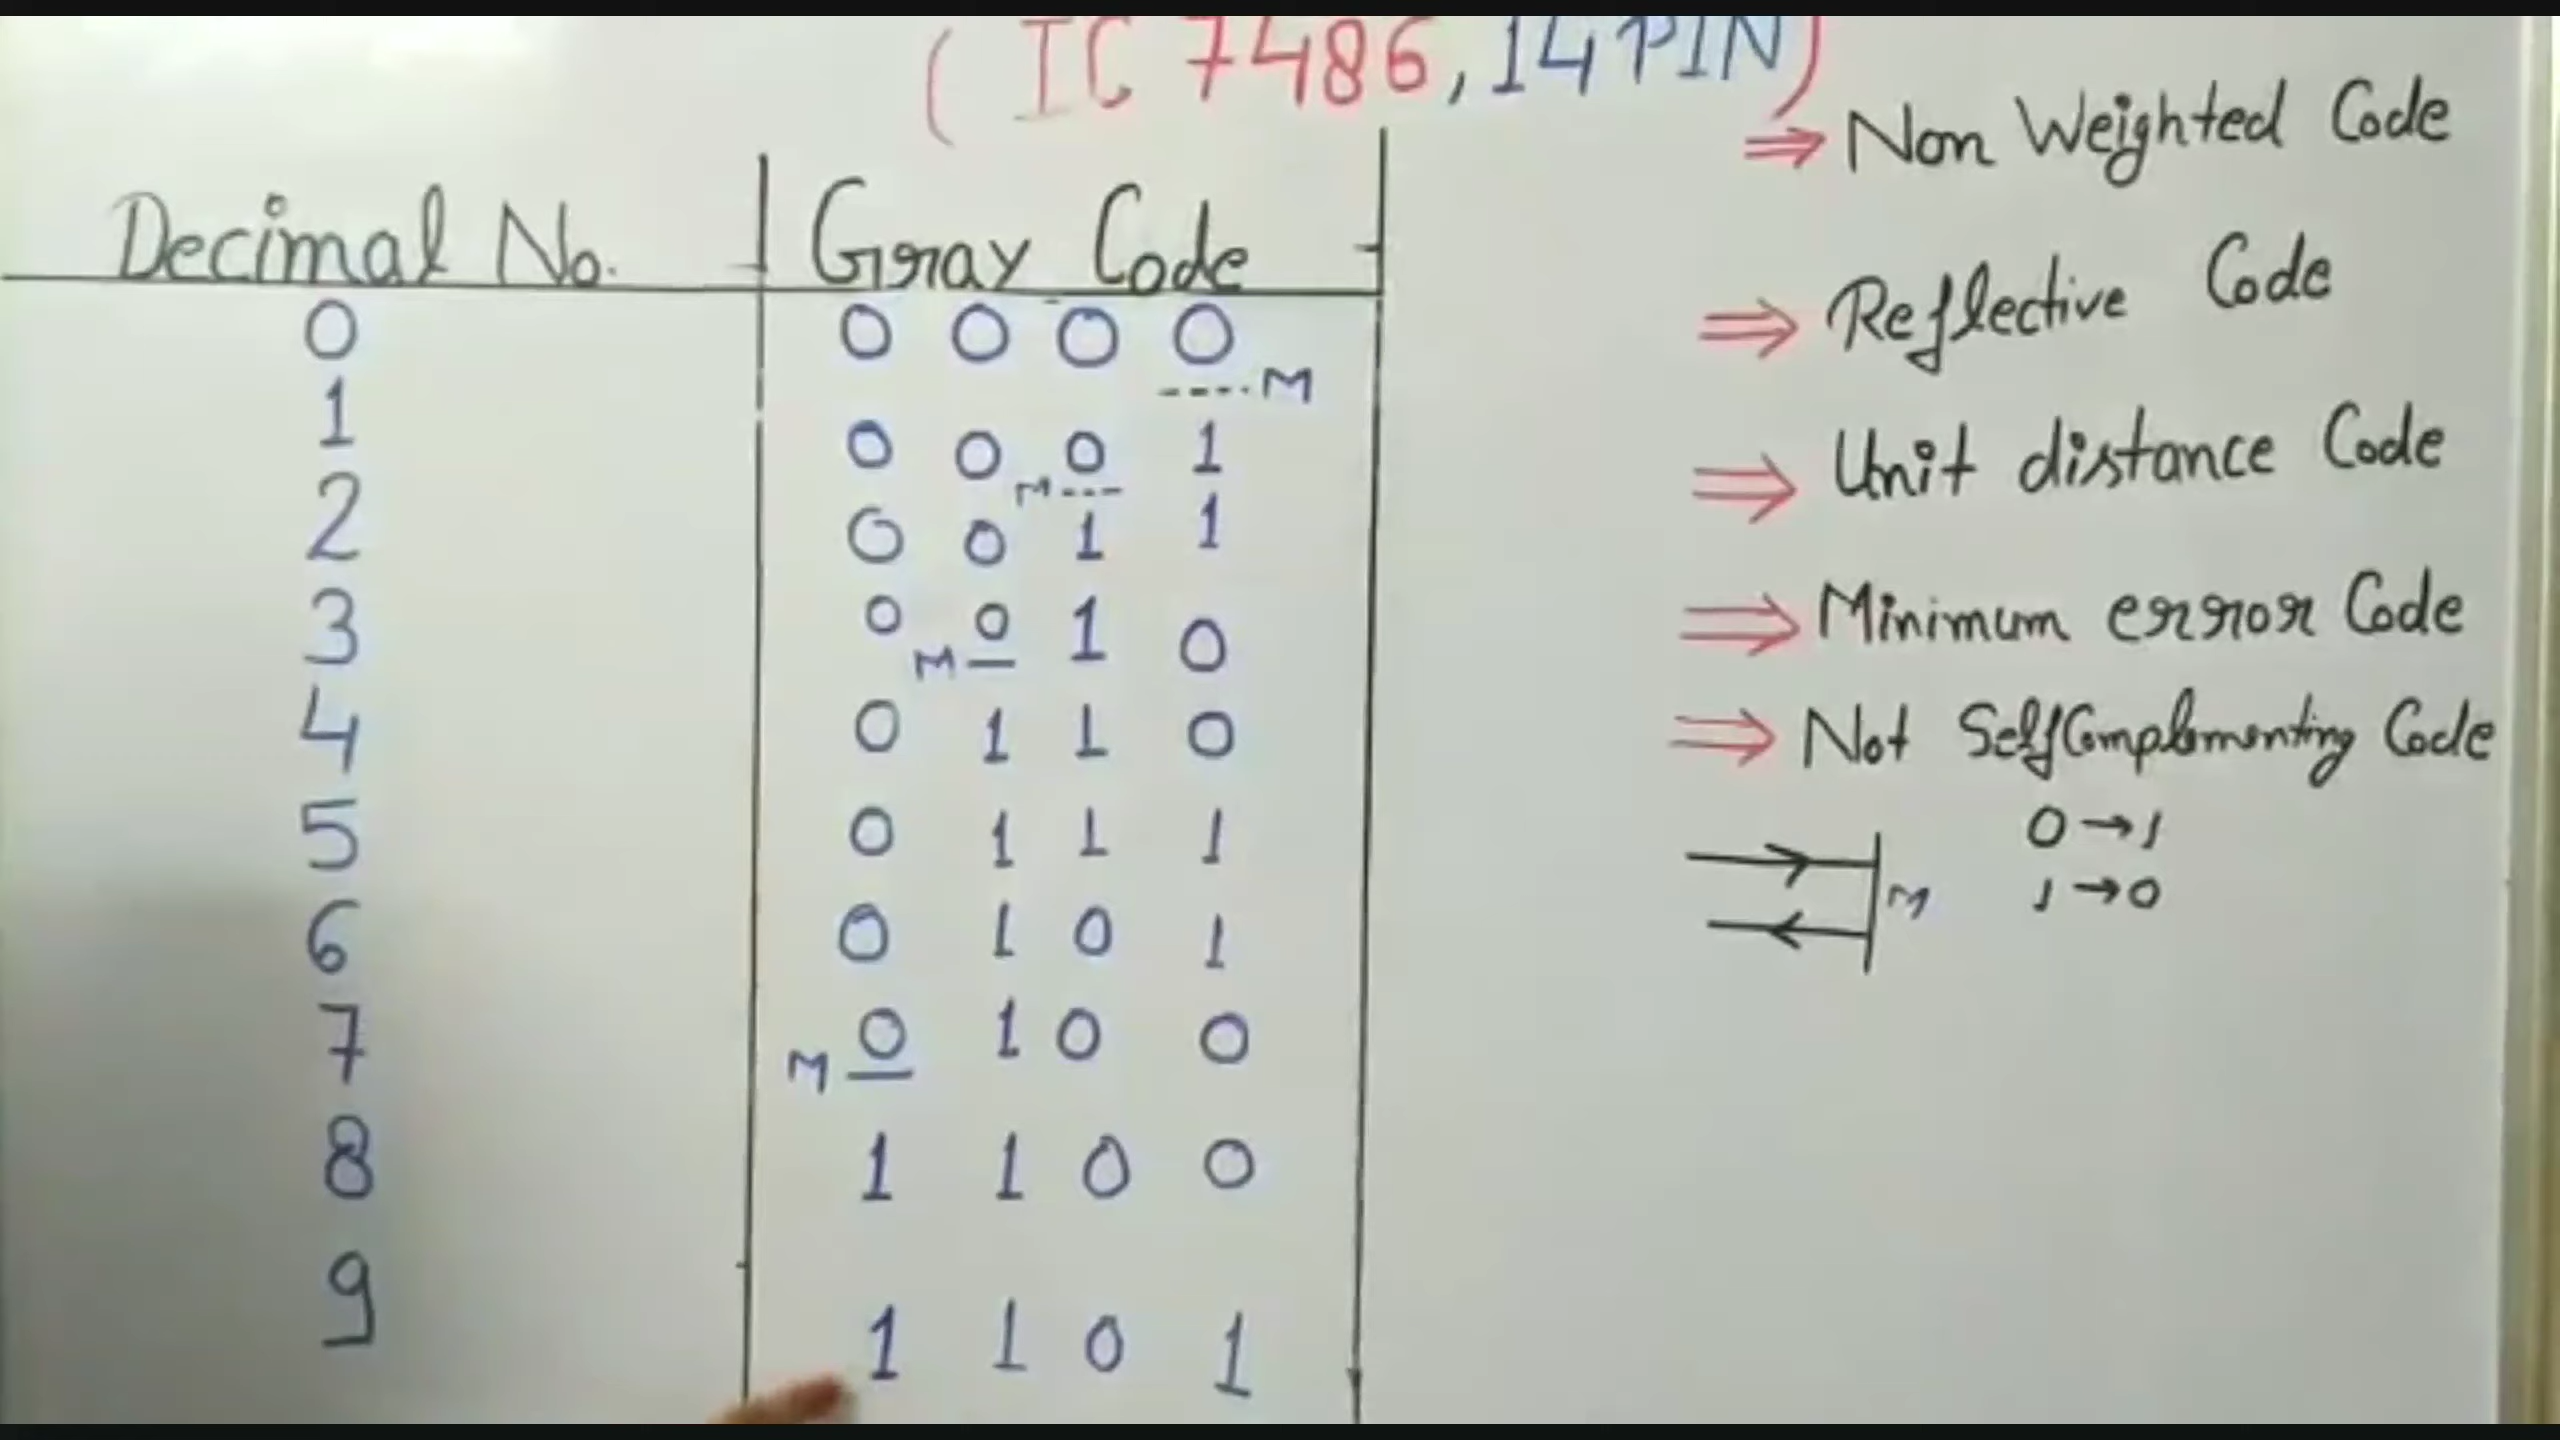 ( IC 7486, 14 PIN)
Decimal No. Gray Code
0 0 0 0 0
M
1 0 0 0 1
M
2 0 0 1 1
3 0 0 1 0
M
4 0 1 1 0
5 0 1 1 1
6 0 1 0 1
7 0 1 0 0
M
8 1 1 0 0
9 1 1 0 1
⇒ Non Weighted Code
⇒ Reflective Code
⇒ Unit distance Code
⇒ Minimum error Code
⇒ Not SelfComplementing Code
0 → 1
M 1 → 0